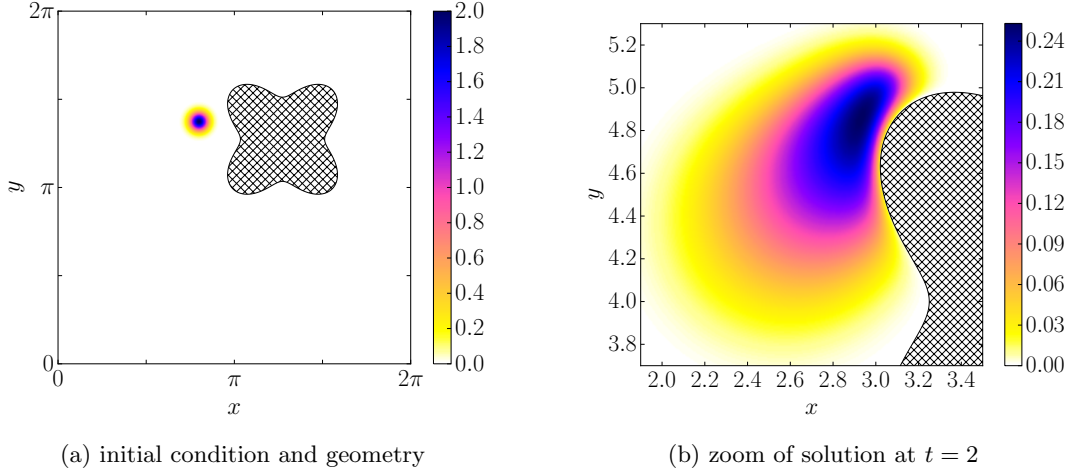 2π
π
0
y
0
π
2π
x
2.0
1.8
1.6
1.4
1.2
1.0
0.8
0.6
0.4
0.2
0.0
(a) initial condition and geometry
5.2
5.0
4.8
4.6
4.4
4.2
4.0
3.8
y
2.0 2.2 2.4 2.6 2.8 3.0 3.2 3.4
x
0.24
0.21
0.18
0.15
0.12
0.09
0.06
0.03
0.00
(b) zoom of solution at t = 2